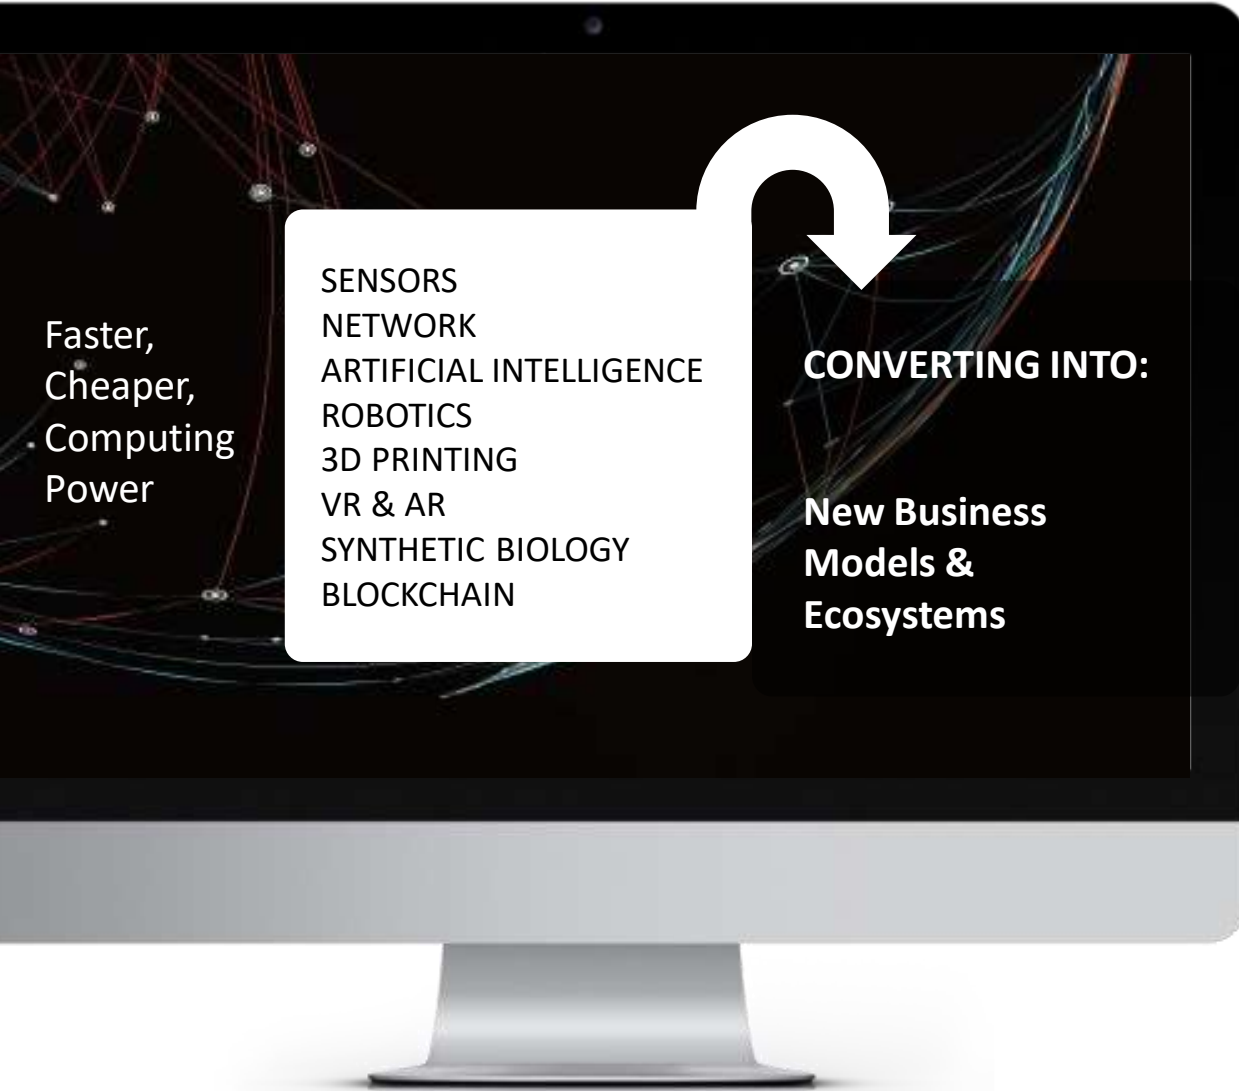 Faster,
Cheaper,
Computing
Power
SENSORS
NETWORK
ARTIFICIAL INTELLIGENCE
ROBOTICS
3D PRINTING
VR & AR
SYNTHETIC BIOLOGY
BLOCKCHAIN
CONVERTING INTO:
New Business
Models &
Ecosystems